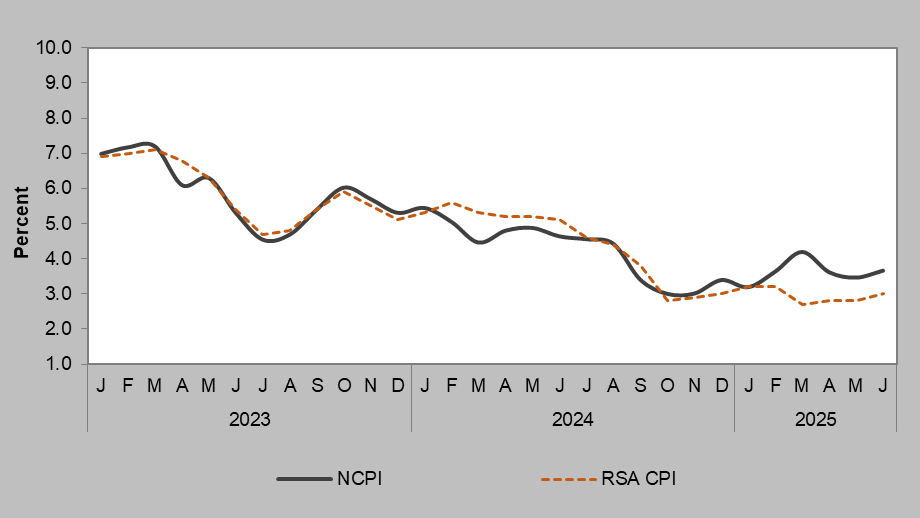 10.0
9.0
8.0
7.0
6.0
5.0
4.0
3.0
2.0
1.0
Percent
J F M A M J J A S O N D J F M A M J J A S O N D J F M A M J
2023 2024 2025
NCPI RSA CPI